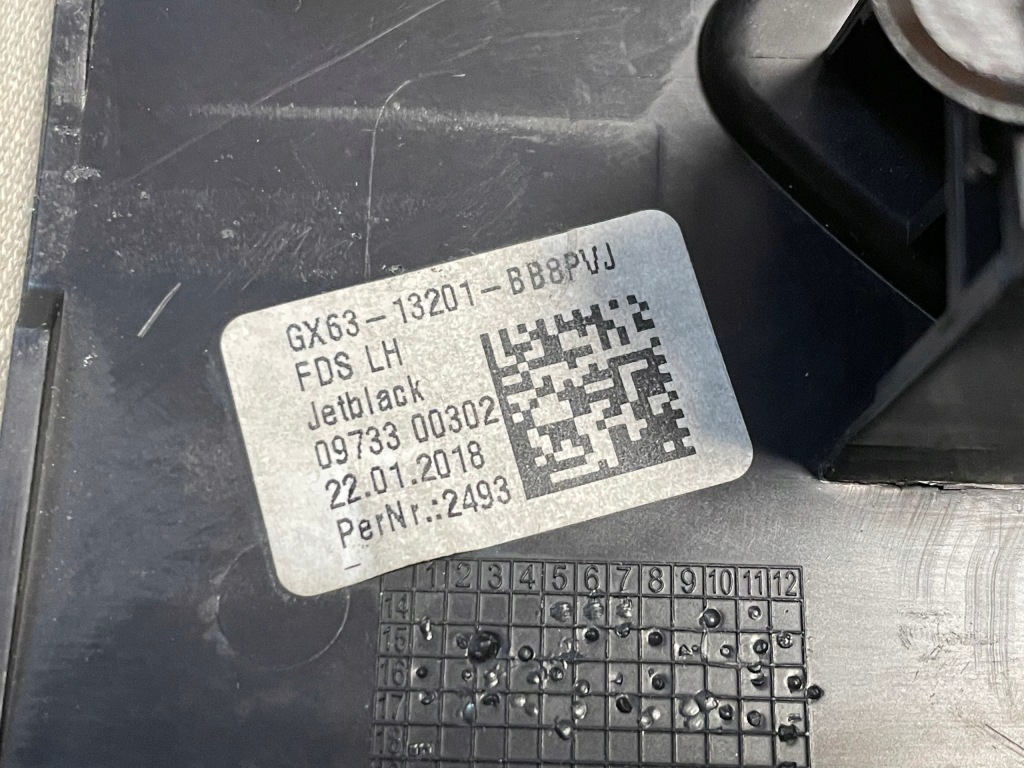 GX63-13201-BB8PVJ
FDS LH
Jetblack
09733 00302
22.01.2018
PerNr.:2493
_
1 2 3 4 5 6 7 8 9 10 11 12
14
15
16
17
18